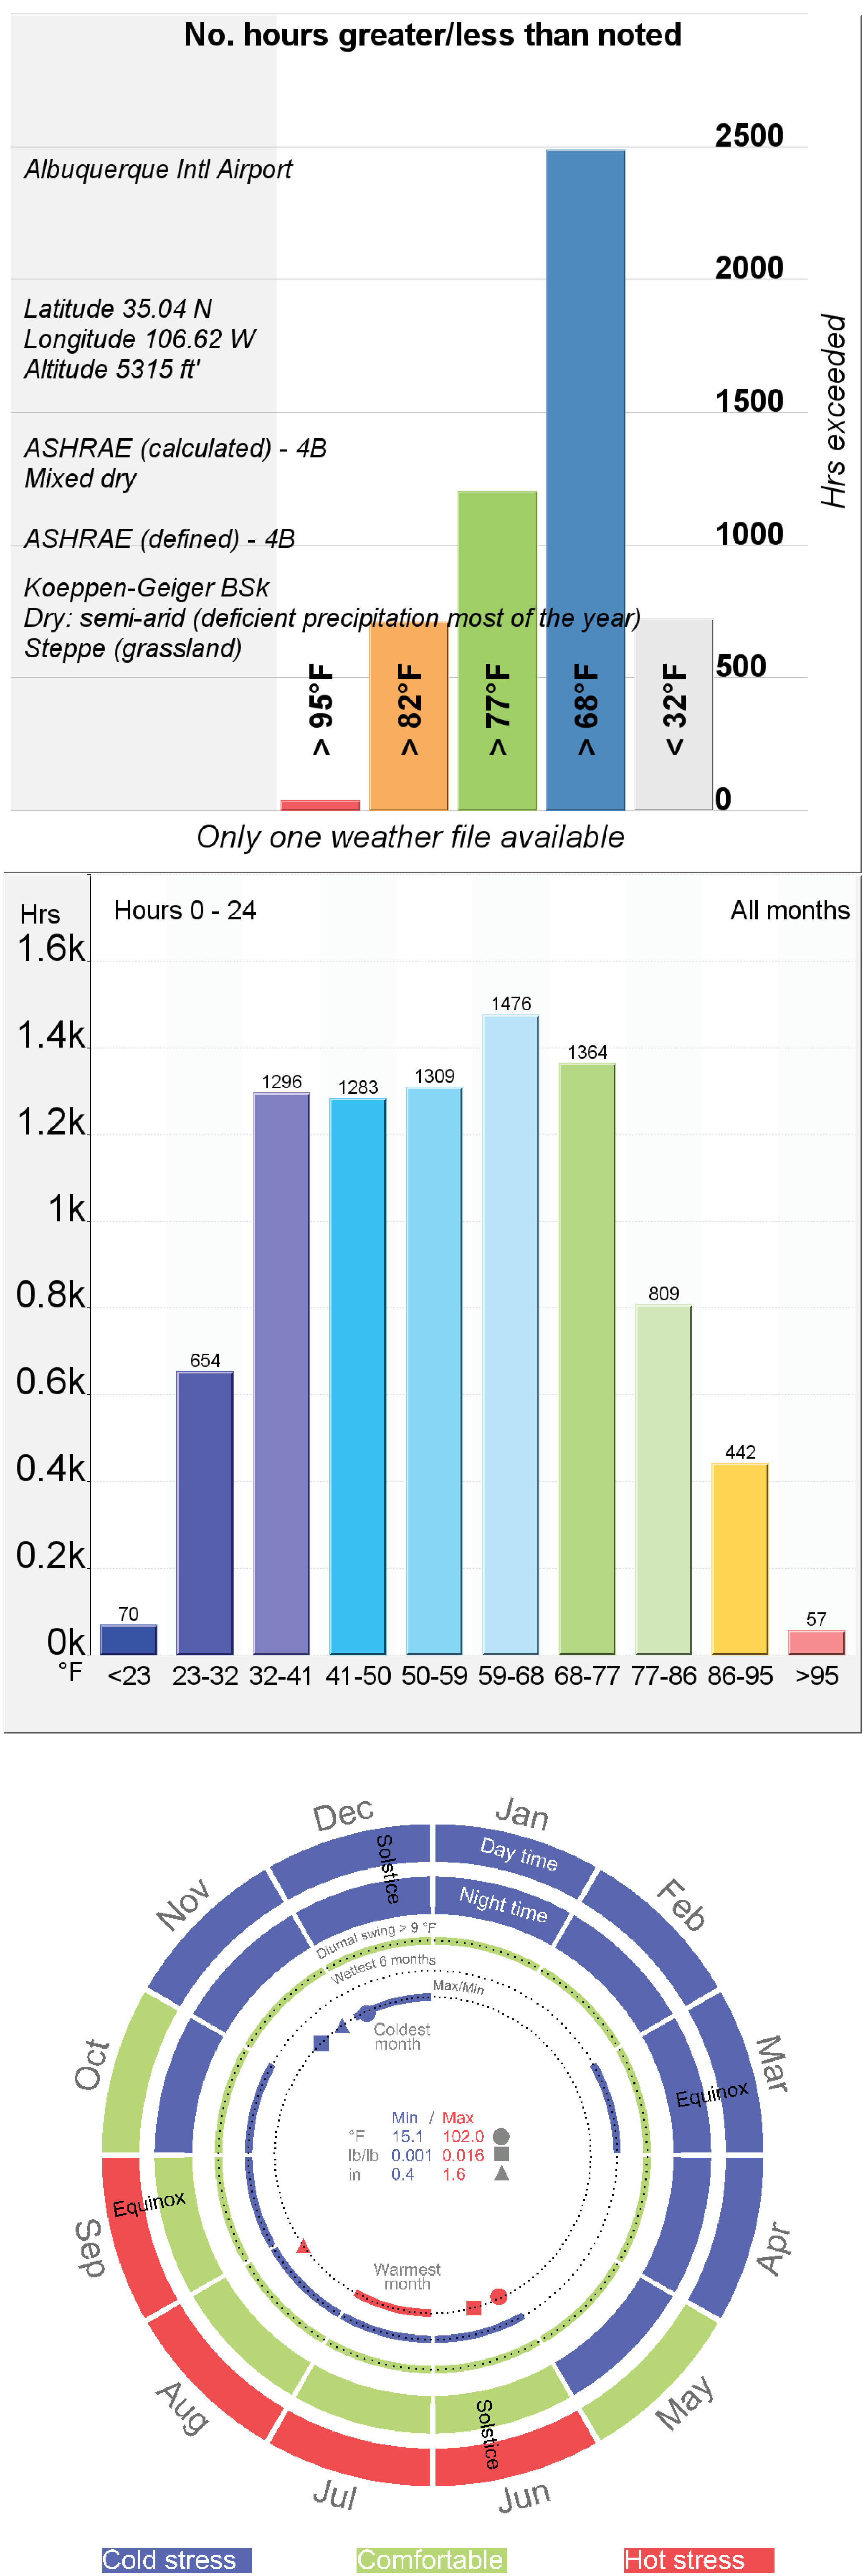 No. hours greater/less than noted
2500
Albuquerque Intl Airport
2000
Latitude 35.04 N
Longitude 106.62 W
Altitude 5315 ft'
1500
Hrs exceeded
ASHRAE (calculated) - 4B
Mixed dry
ASHRAE (defined) - 4B
1000
Koeppen-Geiger BSk
Dry: semi-arid (deficient precipitation most of the year)
Steppe (grassland)
500
> 95°F
> 82°F
> 77°F
> 68°F
< 32°F
0
Only one weather file available
Hrs
Hours 0 - 24
All months
1.6k
1476
1.4k
1364
1309
1296
1283
1.2k
1k
0.8k
809
654
0.6k
442
0.4k
0.2k
70
57
0k
°F
<23
23-32
32-41
41-50
50-59
59-68
68-77
77-86
86-95
>95
Dec
Jan
Solstice
Day time
Nov
Feb
Night time
Diurnal swing > 9 °F
Wettest 6 months
Max/Min
Coldest
month
Oct
Mar
Equinox
Min / Max
°F 15.1 102.0
lb/lb 0.001 0.016
in 0.4 1.6
Equinox
Sep
Apr
Warmest
month
Aug
May
Solstice
Jul
Jun
Cold stress
Comfortable
Hot stress